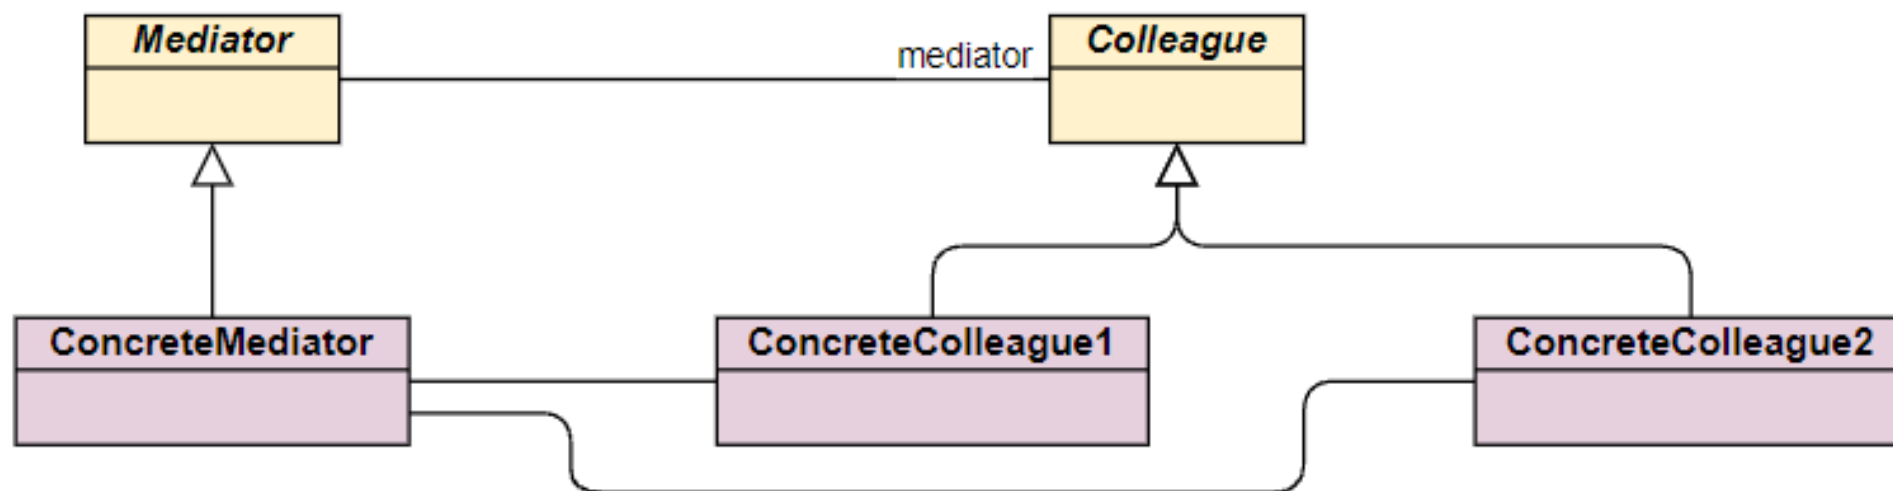 Mediator
mediator
Colleague
ConcreteMediator
ConcreteColleague1
ConcreteColleague2